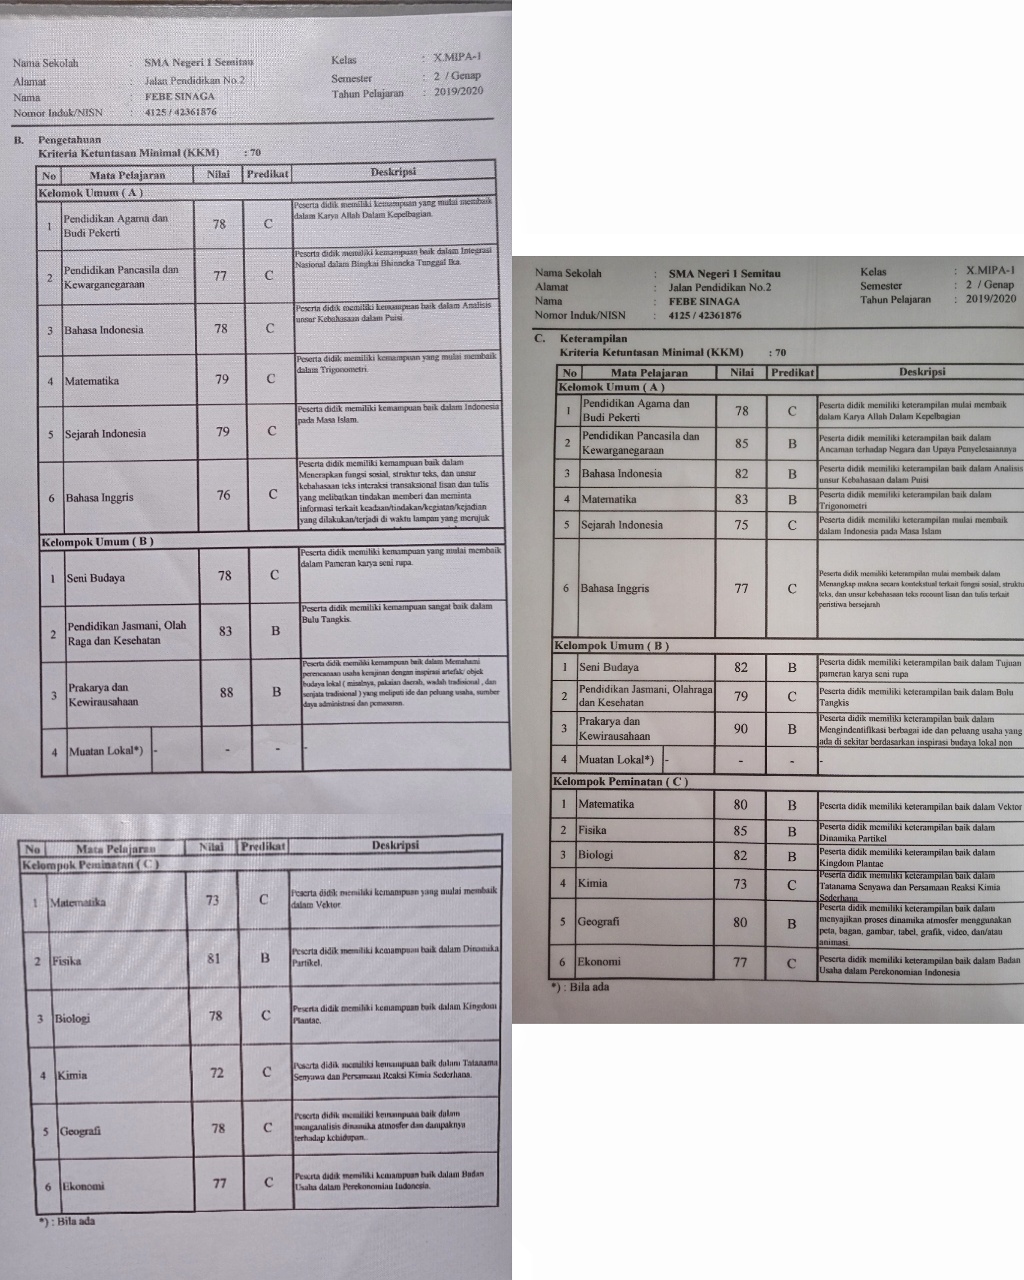 Nama Sekolah : SMA Negeri 1 Semitau Kelas : X.MIPA-1
Alamat : Jalan Pendidikan No.2 Semester : 2 / Genap
Nama : FEBE SINAGA Tahun Pelajaran : 2019/2020
Nomor Induk/NISN : 4125 / 42361876
B. Pengetahuan
Kriteria Ketuntasan Minimal (KKM) : 70
No Mata Pelajaran Nilai Predikat Deskripsi
Kelomok Umum ( A )
1 Pendidikan Agama dan Budi Pekerti 78 C Peserta didik memiliki kemampuan yang mulai membaik
dalam Karya Allah Dalam Kepelbagian.
2 Pendidikan Pancasila dan Kewarganegaraan 77 C Peserta didik memiliki kemampuan baik dalam Integrasi
Nasional dalam Bingkai Bhinneka Tunggal Ika.
3 Bahasa Indonesia 78 C Peserta didik memiliki kemampuan baik dalam Analisis
unsur Kebahasaan dalam Puisi.
4 Matematika 79 C Peserta didik memiliki kemampuan yang mulai membaik
dalam Trigonometri.
5 Sejarah Indonesia 79 C Peserta didik memiliki kemampuan baik dalam Indonesia
pada Masa Islam.
6 Bahasa Inggris 76 C Peserta didik memiliki kemampuan baik dalam
Menerapkan fungsi sosial, struktur teks, dan unsur
kebahasaan teks interaksi transaksional lisan dan tulis
yang melibatkan tindakan memberi dan meminta
informasi terkait keadaan/tindakan/kegiatan/kejadian
yang dilakukan/terjadi di waktu lampau yang merujuk
Kelompok Umum ( B )
1 Seni Budaya 78 C Peserta didik memiliki kemampuan yang mulai membaik
dalam Pameran karya seni rupa.
2 Pendidikan Jasmani, Olah Raga dan Kesehatan 83 B Peserta didik memiliki kemampuan sangat baik dalam
Bulu Tangkis.
3 Prakarya dan Kewirausahaan 88 B Peserta didik memiliki kemampuan baik dalam Memahami
perencanaan usaha kerajinan dengan inspirasi artefak/ objek
budaya lokal ( misalnya, pakaian daerah, wadah tradisional , dan
senjata tradisional ) yang meliputi ide dan peluang usaha, sumber
daya administrasi dan pemasaran.
4 Muatan Lokal*) - - - -
No Mata Pelajaran Nilai Predikat Deskripsi
Kelompok Peminatan ( C )
1 Matematika 73 C Peserta didik memiliki kemampuan yang mulai membaik
dalam Vektor.
2 Fisika 81 B Peserta didik memiliki kemampuan baik dalam Dinamika
Partikel.
3 Biologi 78 C Peserta didik memiliki kemampuan baik dalam Kingdom
Plantae.
4 Kimia 72 C Peserta didik memiliki kemampuan baik dalam Tatanama
Senyawa dan Persamaan Reaksi Kimia Sederhana.
5 Geografi 78 C Peserta didik memiliki kemampuan baik dalam
menganalisis dinamika atmosfer dan dampaknya
terhadap kehidupan.
6 Ekonomi 77 C Peserta didik memiliki kemampuan baik dalam Badan
Usaha dalam Perekonomian Indonesia.
*) : Bila ada
Nama Sekolah : SMA Negeri 1 Semitau Kelas : X.MIPA-1
Alamat : Jalan Pendidikan No.2 Semester : 2 / Genap
Nama : FEBE SINAGA Tahun Pelajaran : 2019/2020
Nomor Induk/NISN : 4125 / 42361876
C. Keterampilan
Kriteria Ketuntasan Minimal (KKM) : 70
No Mata Pelajaran Nilai Predikat Deskripsi
Kelomok Umum ( A )
1 Pendidikan Agama dan Budi Pekerti 78 C Peserta didik memiliki keterampilan mulai membaik
dalam Karya Allah Dalam Kepelbagian
2 Pendidikan Pancasila dan Kewarganegaraan 85 B Peserta didik memiliki keterampilan baik dalam
Ancaman terhadap Negara dan Upaya Penyelesaiannya
3 Bahasa Indonesia 82 B Peserta didik memiliki keterampilan baik dalam Analisis
unsur Kebahasaan dalam Puisi
4 Matematika 83 B Peserta didik memiliki keterampilan baik dalam
Trigonometri
5 Sejarah Indonesia 75 C Peserta didik memiliki keterampilan mulai membaik
dalam Indonesia pada Masa Islam
6 Bahasa Inggris 77 C Peserta didik memiliki keterampilan mulai membaik dalam
Menangkap makna secara kontekstual terkait fungsi sosial, struktu
teks, dan unsur kebahasaan teks recount lisan dan tulis terkait
peristiwa bersejarah
Kelompok Umum ( B )
1 Seni Budaya 82 B Peserta didik memiliki keterampilan baik dalam Tujuan
pameran karya seni rupa
2 Pendidikan Jasmani, Olahraga dan Kesehatan 79 C Peserta didik memiliki keterampilan baik dalam Bulu
Tangkis
3 Prakarya dan Kewirausahaan 90 B Peserta didik memiliki keterampilan baik dalam
Mengindentifikasi berbagai ide dan peluang usaha yang
ada di sekitar berdasarkan inspirasi budaya lokal non
4 Muatan Lokal*) - - - -
Kelompok Peminatan ( C )
1 Matematika 80 B Peserta didik memiliki keterampilan baik dalam Vektor
2 Fisika 85 B Peserta didik memiliki keterampilan baik dalam
Dinamika Partikel
3 Biologi 82 B Peserta didik memiliki keterampilan baik dalam
Kingdom Plantae
4 Kimia 73 C Peserta didik memiliki keterampilan baik dalam
Tatanama Senyawa dan Persamaan Reaksi Kimia
Sederhana
5 Geografi 80 B Peserta didik memiliki keterampilan baik dalam
menyajikan proses dinamika atmosfer menggunakan
peta, bagan, gambar, tabel, grafik, video, dan/atau
animasi
6 Ekonomi 77 C Peserta didik memiliki keterampilan baik dalam Badan
Usaha dalam Perekonomian Indonesia
*) : Bila ada